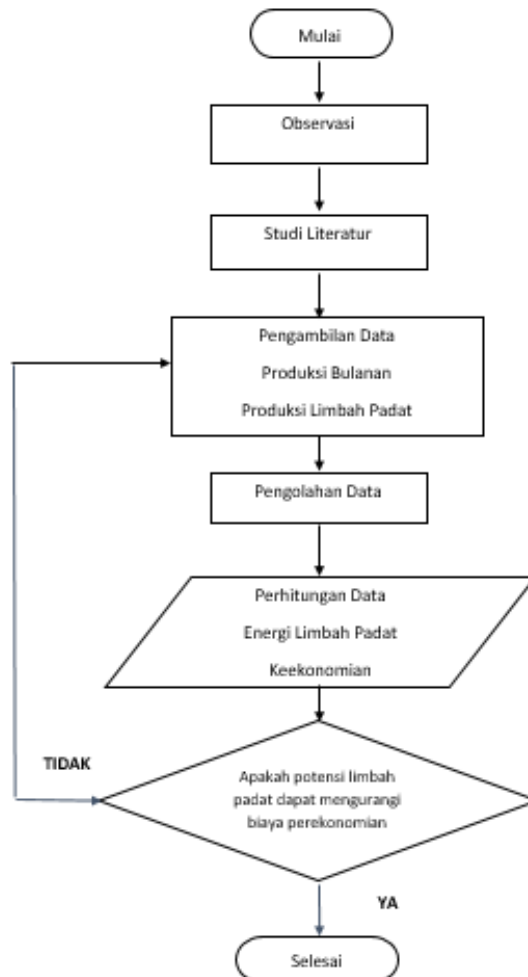 Mulai
Observasi
Studi Literatur
Pengambilan Data
Produksi Bulanan
Produksi Limbah Padat
Pengolahan Data
Perhitungan Data
Energi Limbah Padat
Keekonomian
TIDAK
Apakah potensi limbah
padat dapat mengurangi
biaya perekonomian
YA
Selesai